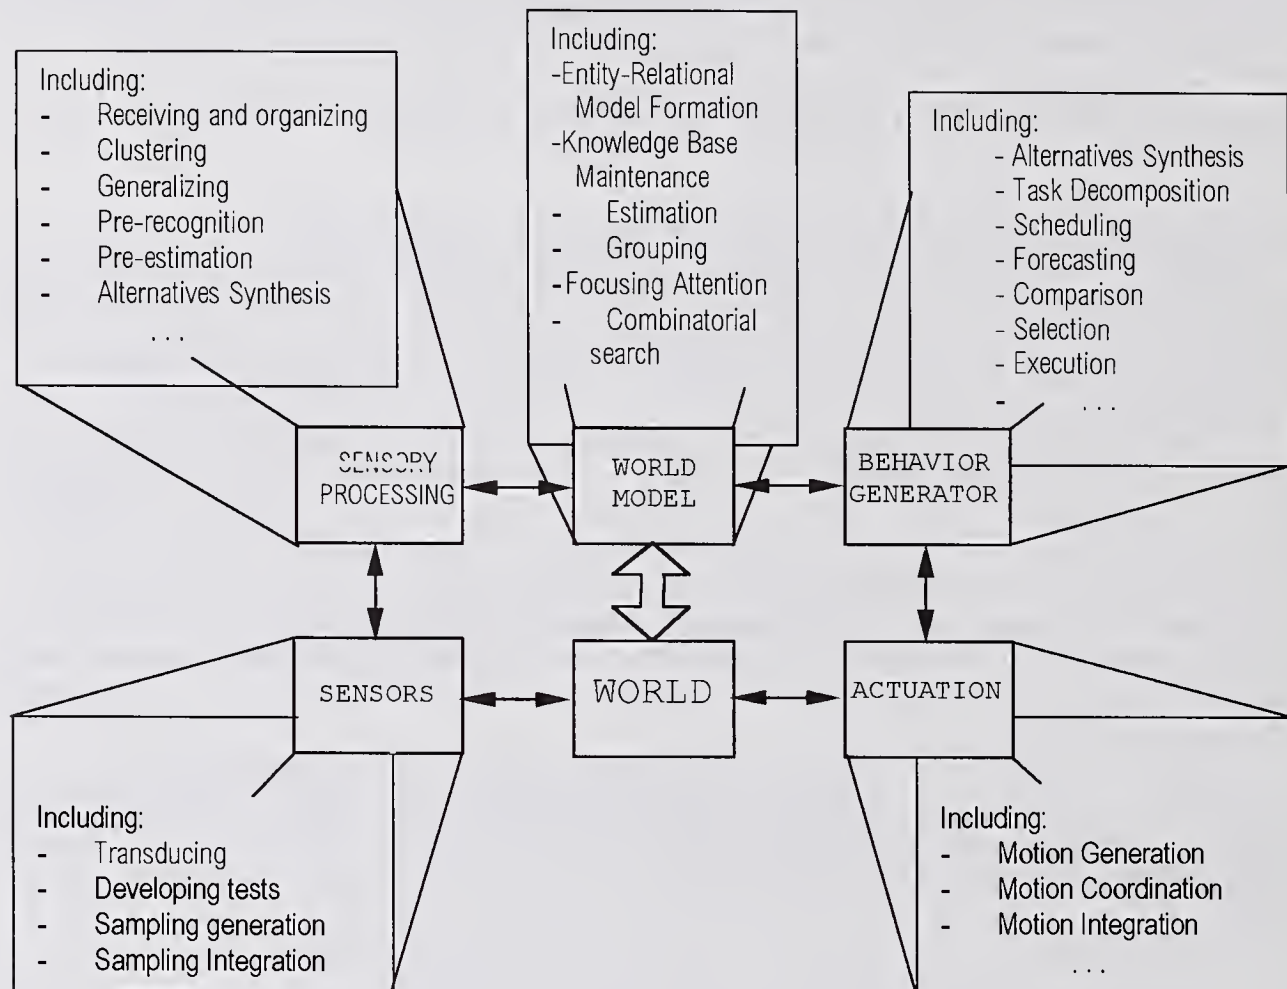 Including:
- Receiving and organizing
- Clustering
- Generalizing
- Pre-recognition
- Pre-estimation
- Alternatives Synthesis
. . .
Including:
-Entity-Relational
Model Formation
-Knowledge Base
Maintenance
- Estimation
- Grouping
-Focusing Attention
- Combinatorial
search
Including:
- Alternatives Synthesis
- Task Decomposition
- Scheduling
- Forecasting
- Comparison
- Selection
- Execution
- . . .
SENSORY
PROCESSING
WORLD
MODEL
BEHAVIOR
GENERATOR
SENSORS
WORLD
ACTUATION
Including:
- Transducing
- Developing tests
- Sampling generation
- Sampling Integration
Including:
- Motion Generation
- Motion Coordination
- Motion Integration
. . .